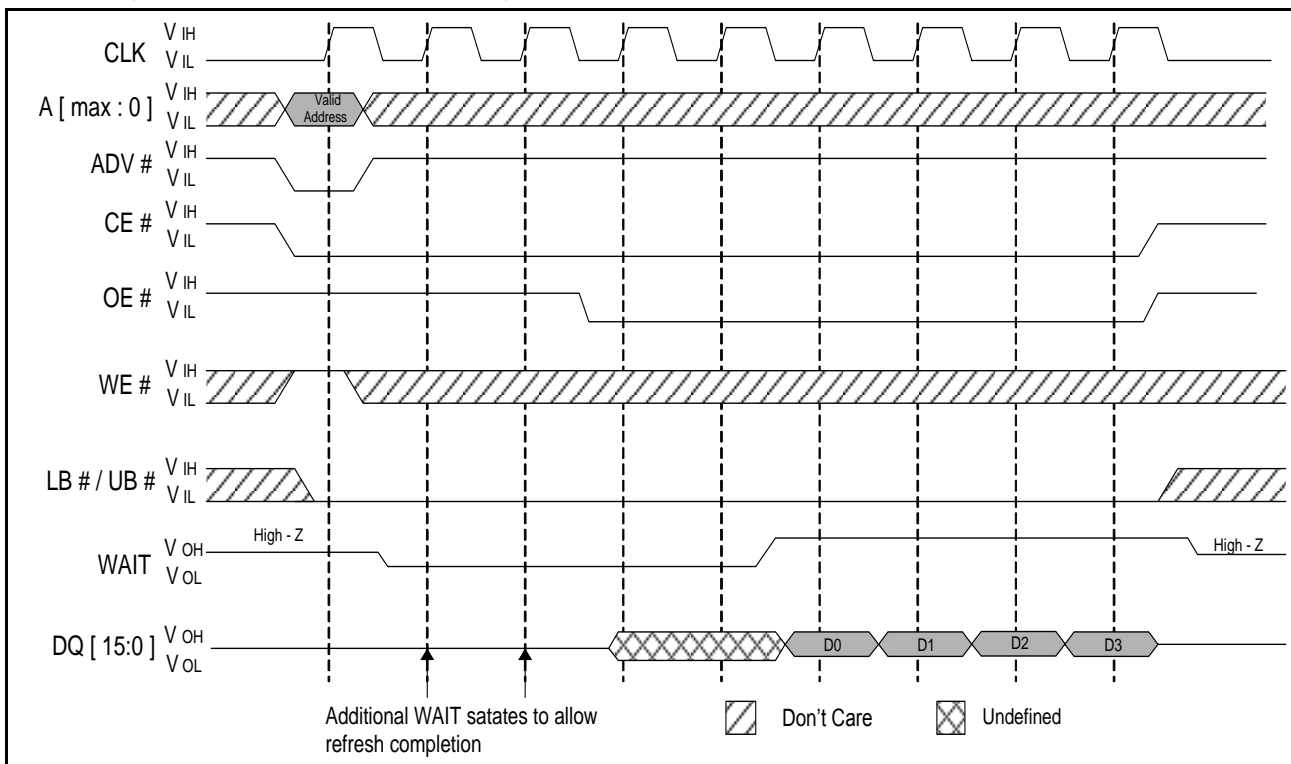 CLK V IH
V IL
A [ max : 0 ] V IH
V IL
Valid
Address
ADV # V IH
V IL
CE # V IH
V IL
OE # V IH
V IL
WE # V IH
V IL
LB # / UB # V IH
V IL
WAIT V OH
V OL
High - Z
High - Z
DQ [ 15:0 ] V OH
V OL
D0 D1 D2 D3
Additional WAIT satates to allow
refresh completion
Don't Care
Undefined